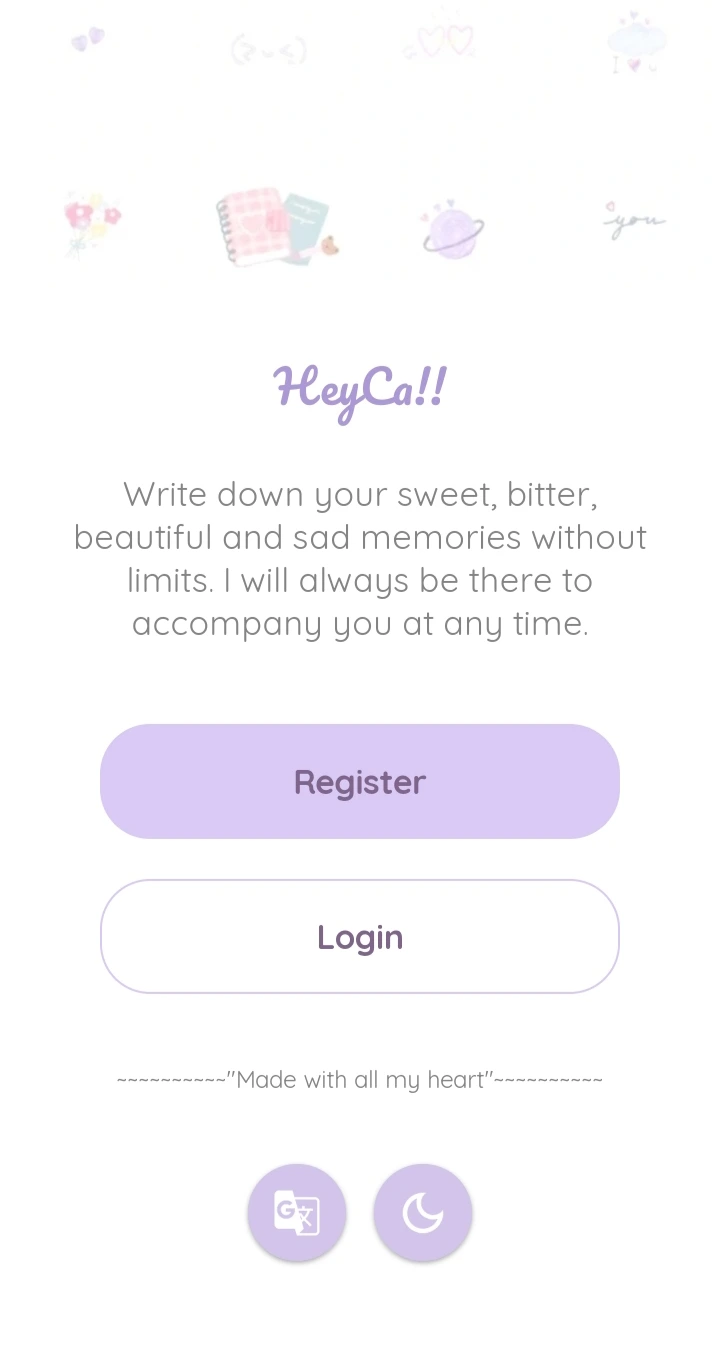 (>⌣<)
I
you
HeyCa!!
Write down your sweet, bitter,
beautiful and sad memories without
limits. I will always be there to
accompany you at any time.
Register
Login
~~~~~~~~~~"Made with all my heart"~~~~~~~~~~
G 文